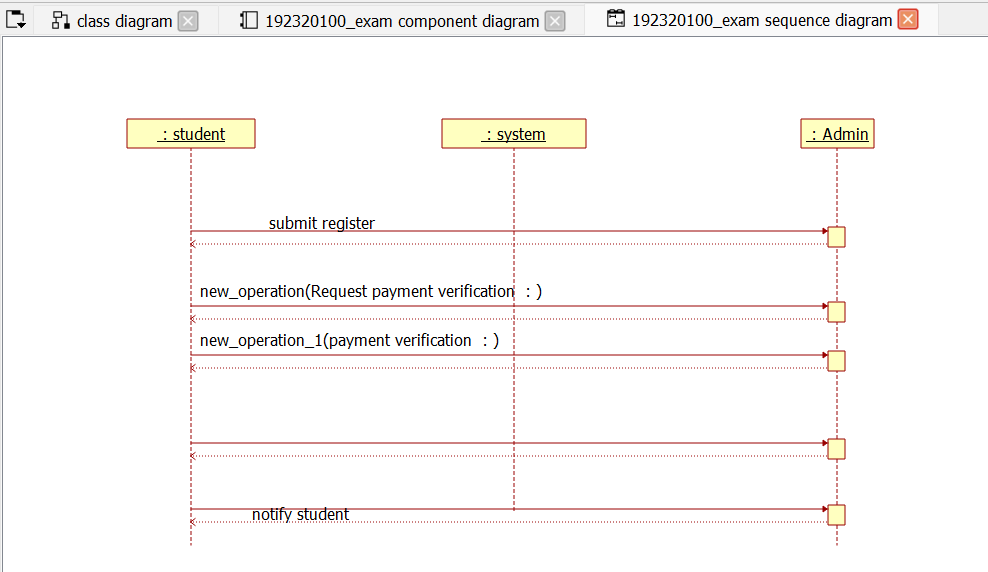 class diagram
192320100_exam component diagram
192320100_exam sequence diagram
: student
: system
: Admin
submit register
new_operation(Request payment verification : )
new_operation_1(payment verification : )
notify student